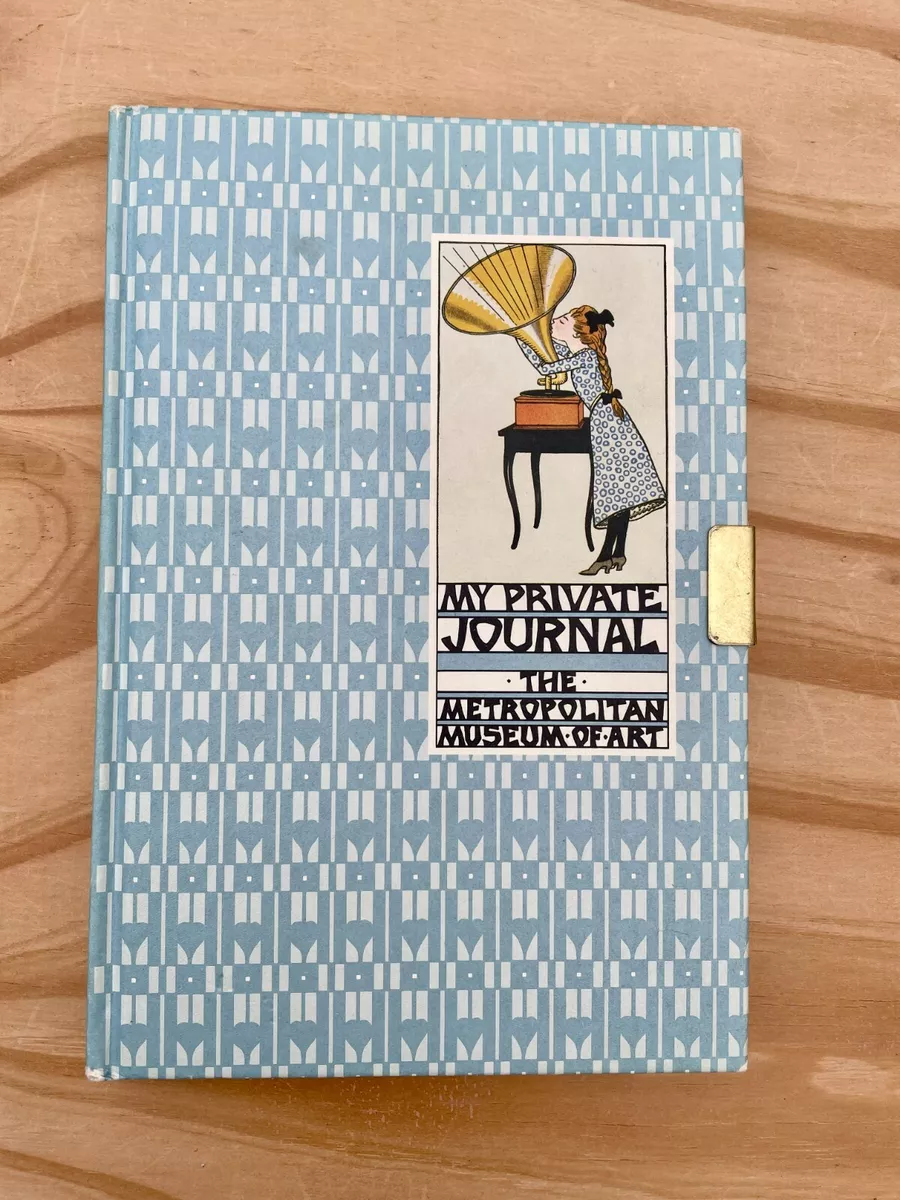 MY PRIVATE
JOURNAL
· THE ·
METROPOLITAN
MUSEUM·OF·ART